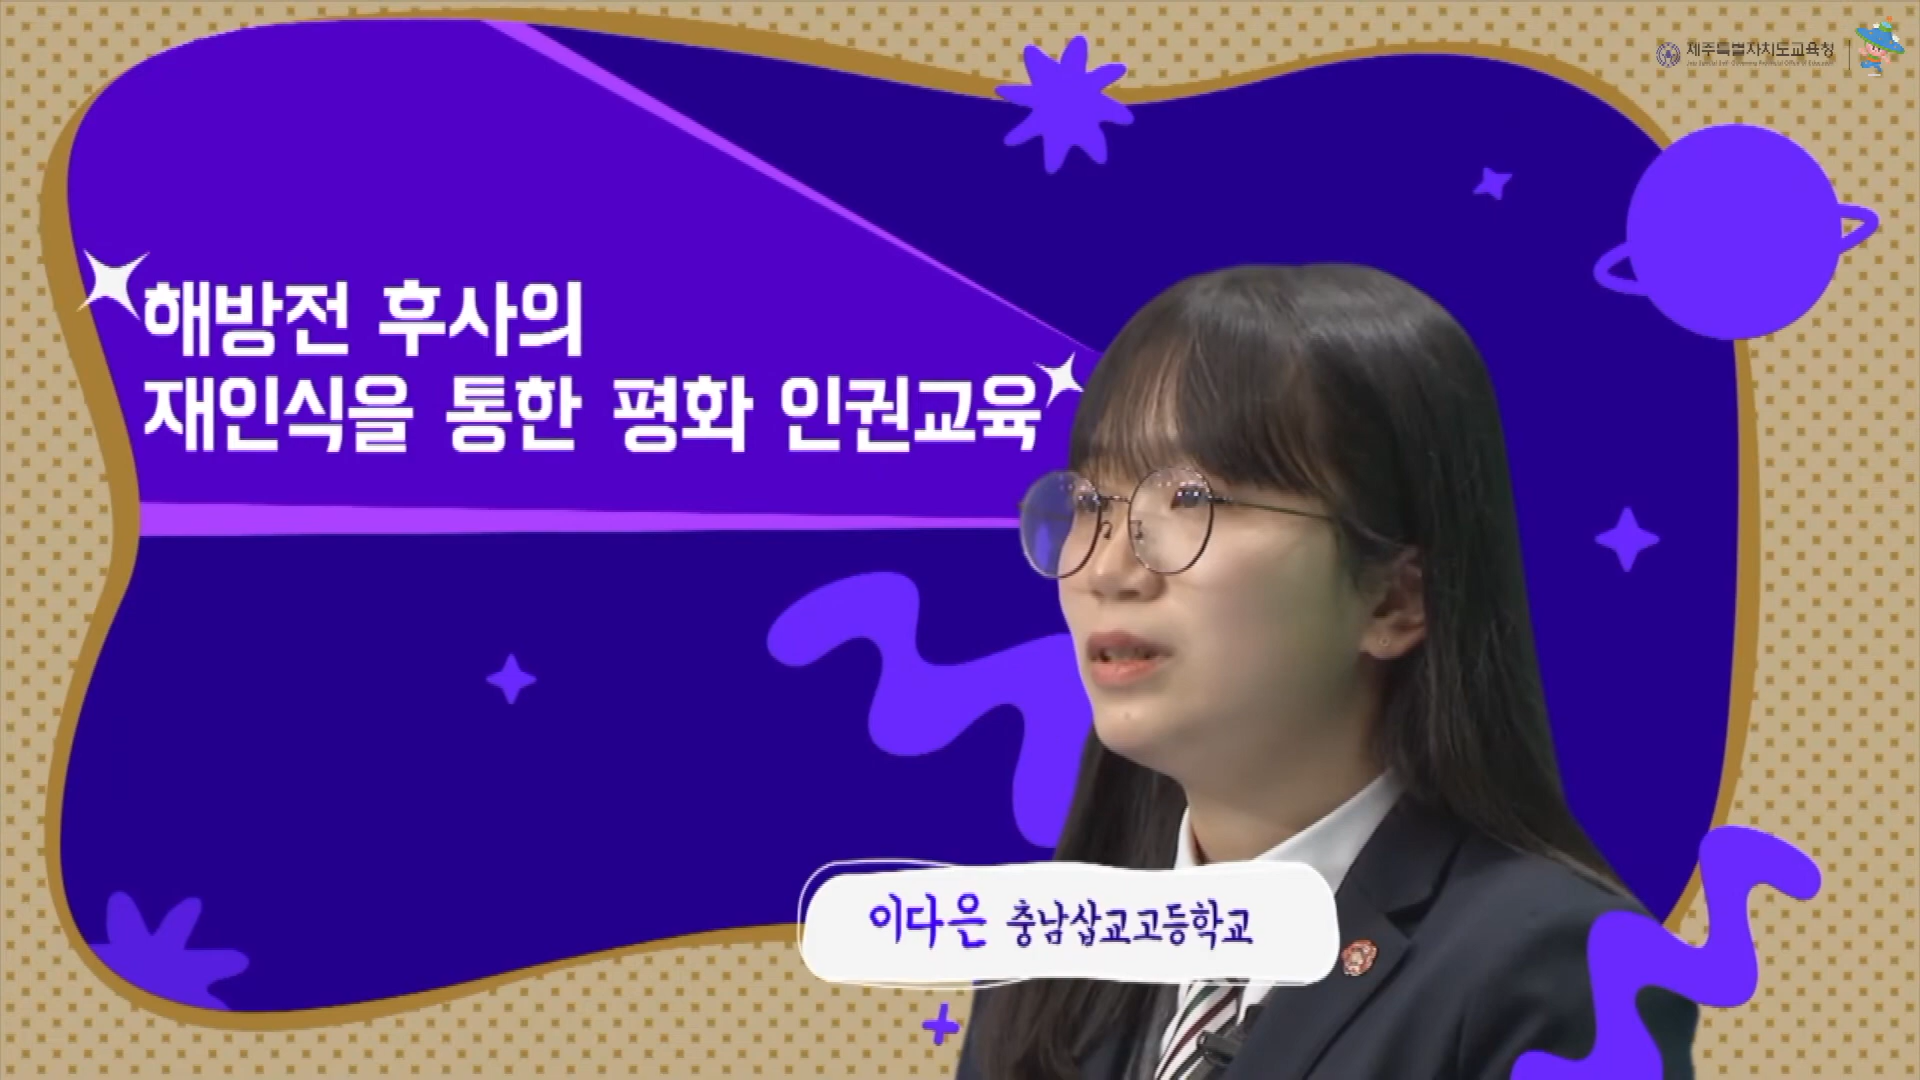 제주특별자치도교육청
해방전 후사의
재인식을 통한 평화 인권교육
이다은 충남삽교고등학교